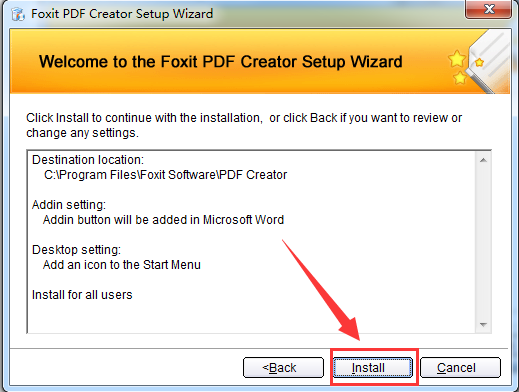 Foxit PDF Creator Setup Wizard
Welcome to the Foxit PDF Creator Setup Wizard
Click Install to continue with the installation, or click Back if you want to review or
change any settings.
Destination location:
C:\Program Files\Foxit Software\PDF Creator
Addin setting:
Addin button will be added in Microsoft Word
Desktop setting:
Add an icon to the Start Menu
Install for all users
<Back Install Cancel